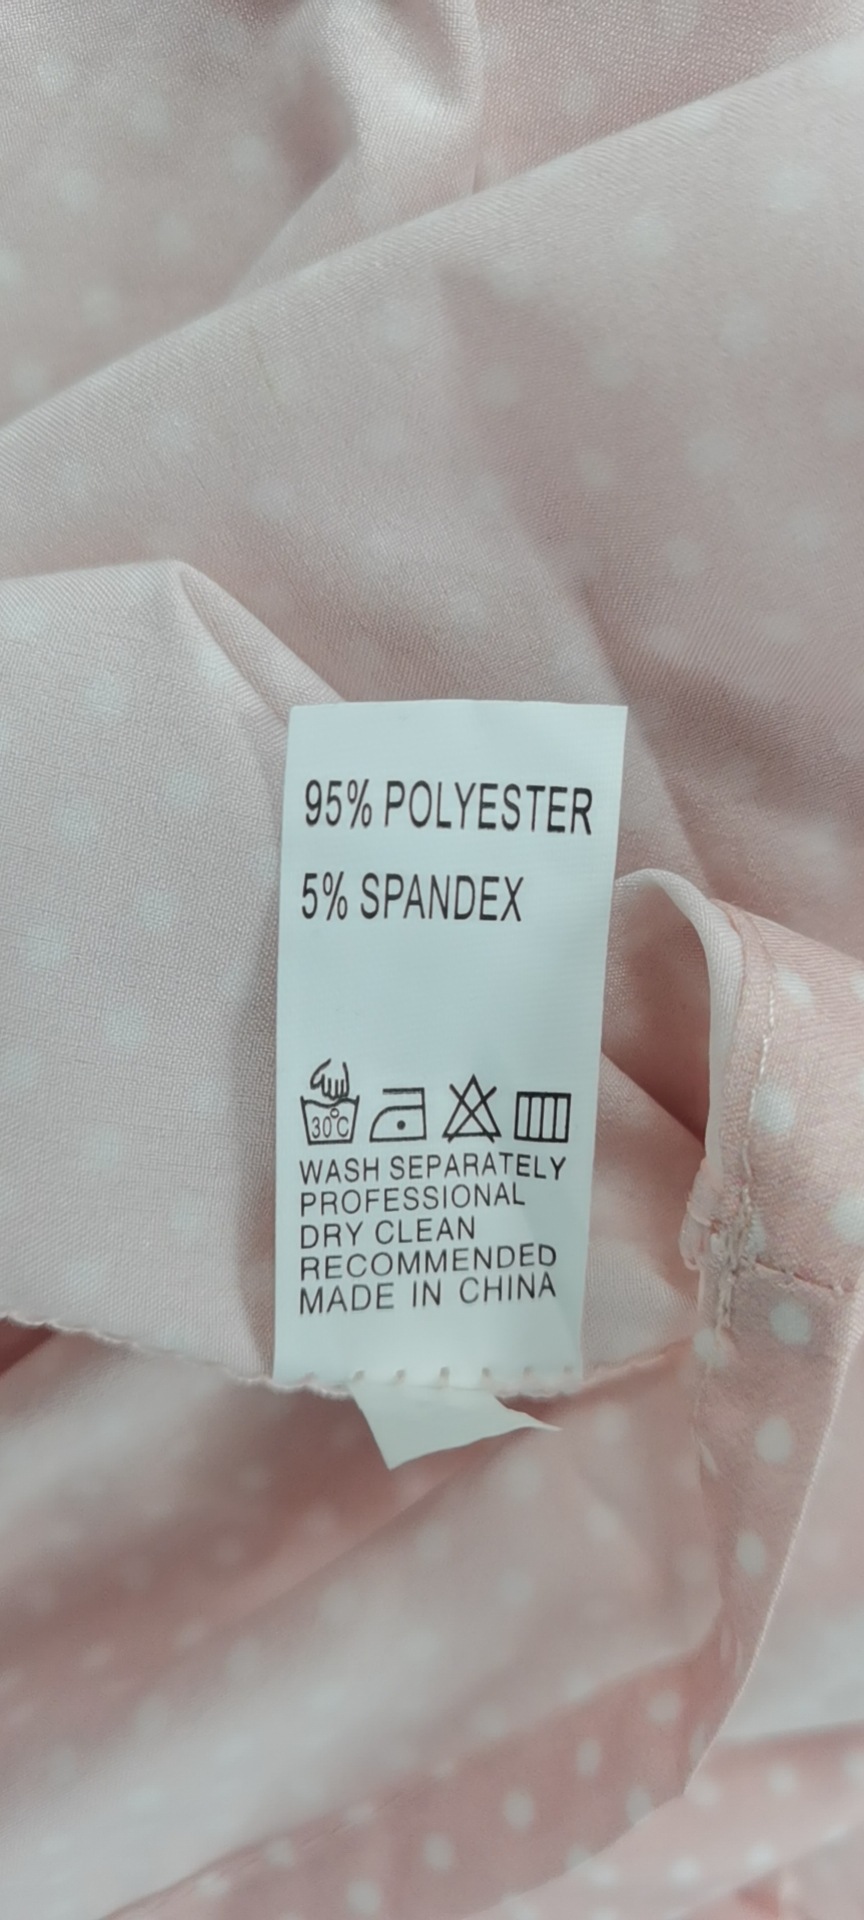 95% POLYESTER
5% SPANDEX
30°C
WASH SEPARATELY
PROFESSIONAL
DRY CLEAN
RECOMMENDED
MADE IN CHINA